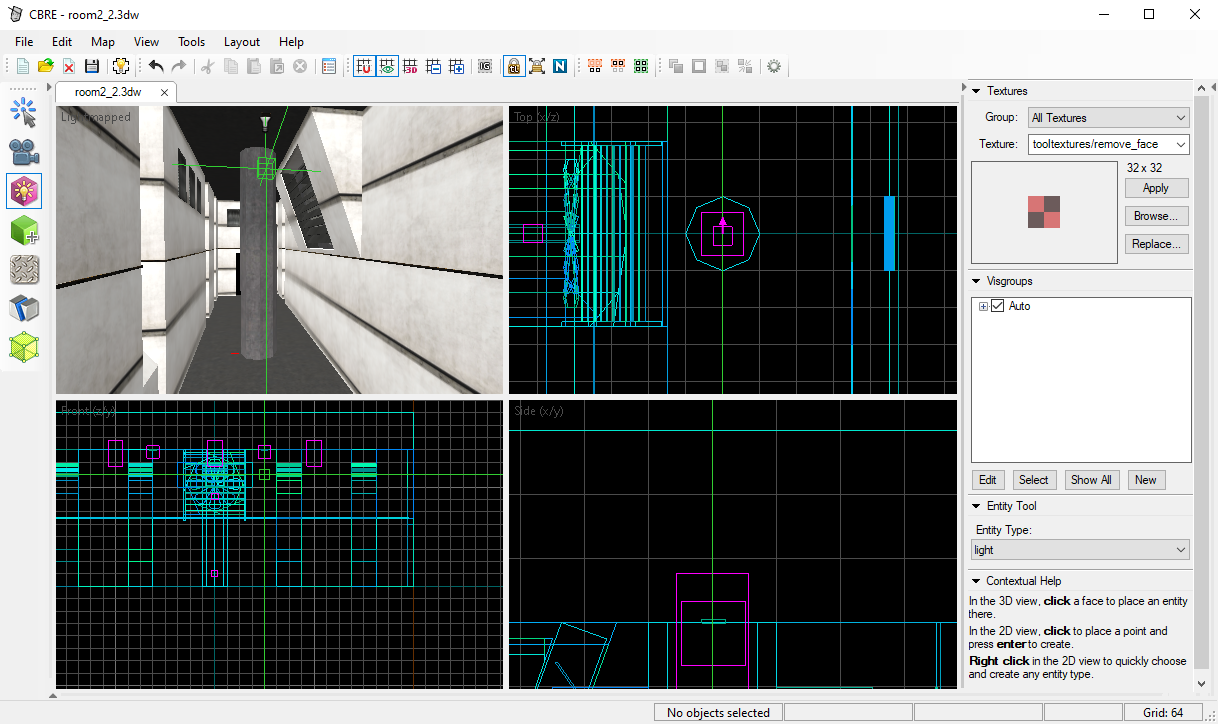 CBRE - room2_2.3dw
File Edit Map View Tools Layout Help
3D IG TL N
room2_2.3dw
Lightmapped
Top (x/z)
Front (z/y)
Side (x/y)
Textures
Group: All Textures
Texture: tooltextures/remove_face
32 x 32
Apply
Browse...
Replace...
Visgroups
Auto
Edit Select Show All New
Entity Tool
Entity Type:
light
Contextual Help
In the 3D view, click a face to place an entity
there.
In the 2D view, click to place a point and
press enter to create.
Right click in the 2D view to quickly choose
and create any entity type.
No objects selected
Grid: 64